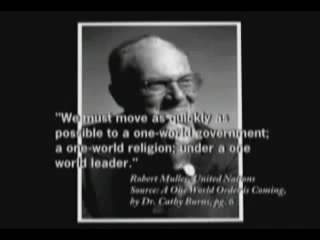 "We must move as quickly as
possible to a one-world government;
a one-world religion; under a one
world leader."
Robert Muller, United Nations
Source: A One World Order is Coming,
by Dr. Cathy Burns, pg. 6